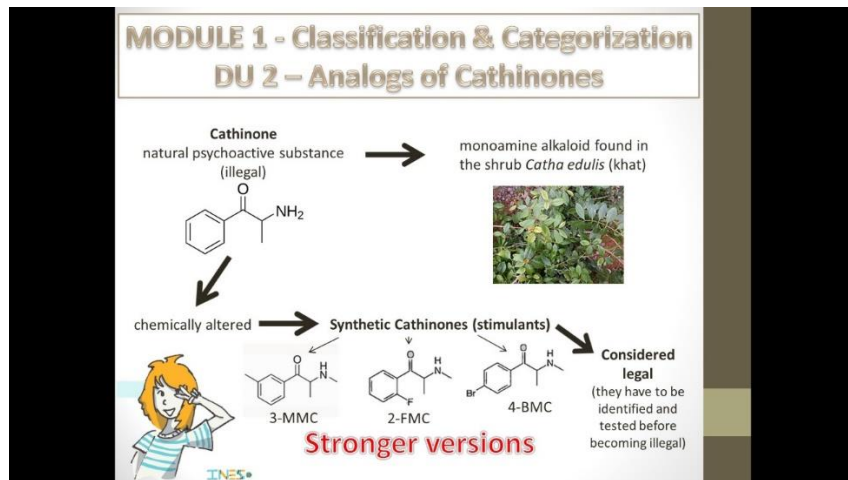 MODULE 1 - Classification & Categorization
DU 2 – Analogs of Cathinones
Cathinone
natural psychoactive substance
(illegal)
monoamine alkaloid found in
the shrub Catha edulis (khat)
O
NH2
chemically altered
Synthetic Cathinones (stimulants)
Considered
legal
(they have to be
identified and
tested before
becoming illegal)
O
H
N
3-MMC
O
H
N
F
2-FMC
O
H
N
Br
4-BMC
Stronger versions
INES